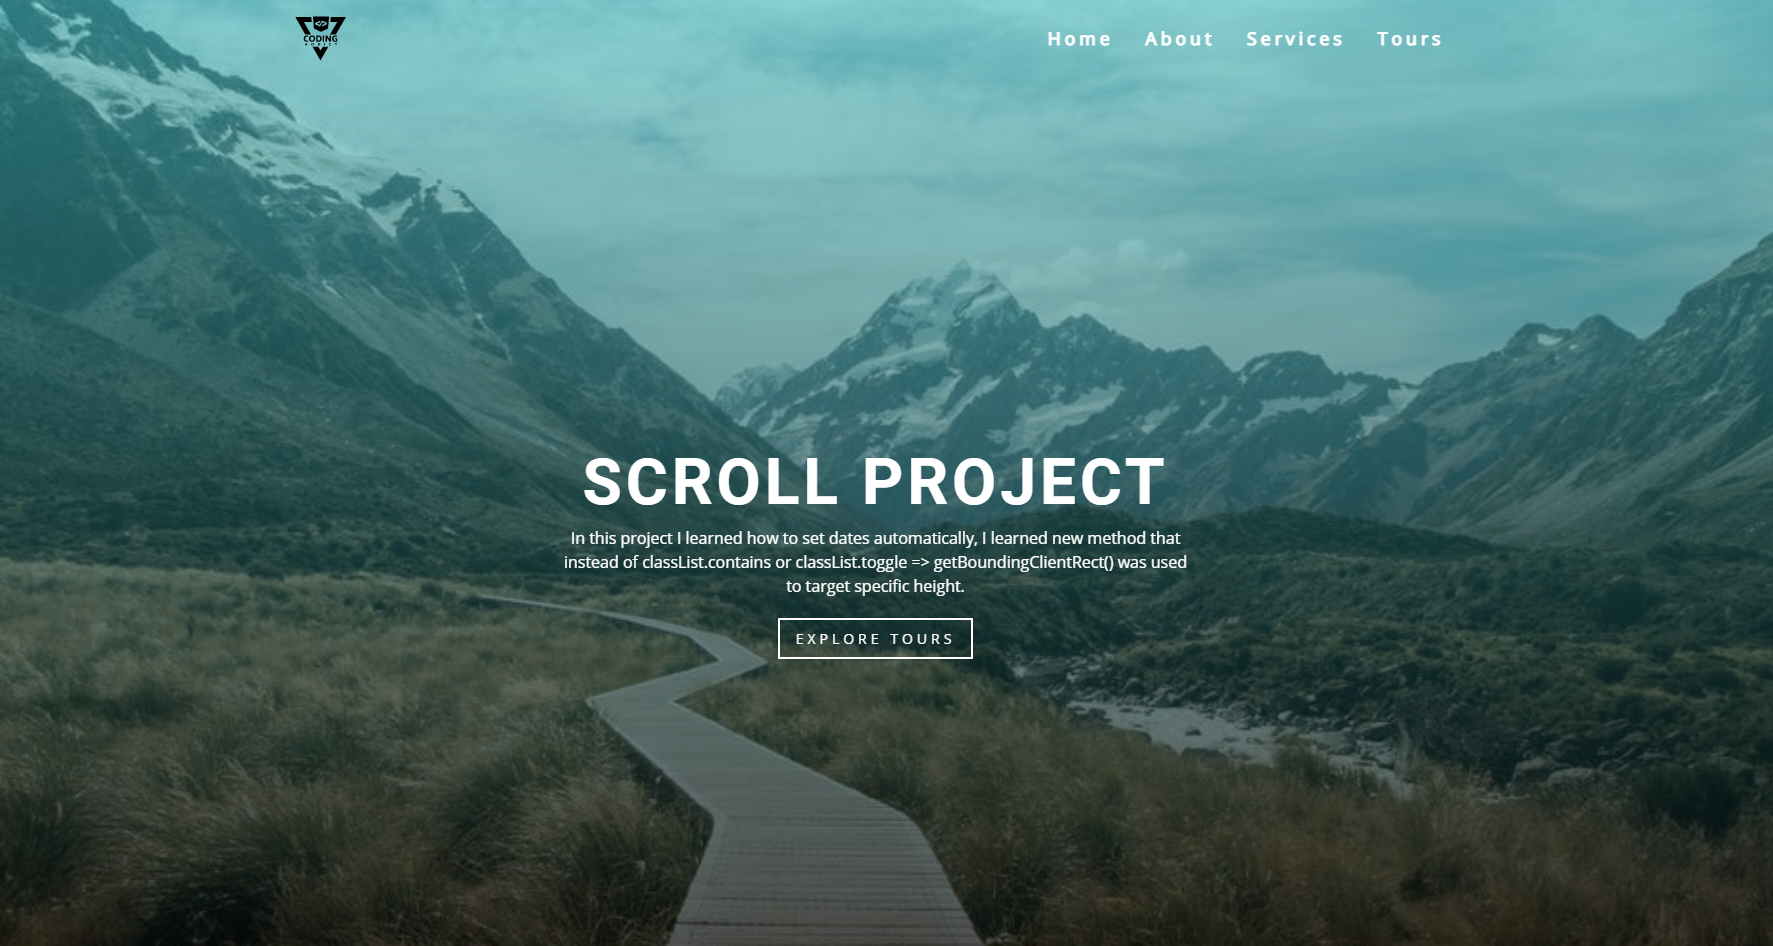 </>
CODING
ADDICT
Home About Services Tours
SCROLL PROJECT
In this project I learned how to set dates automatically, I learned new method that
instead of classList.contains or classList.toggle => getBoundingClientRect() was used
to target specific height.
EXPLORE TOURS